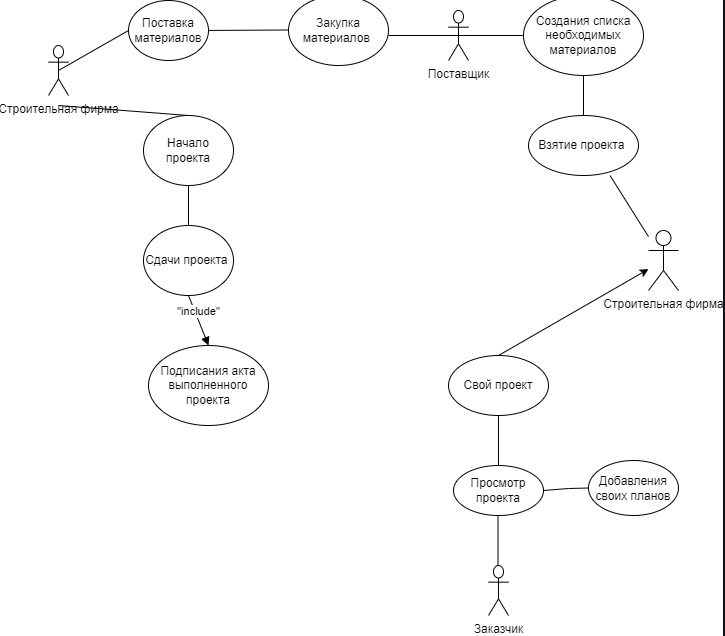 Поставка
материалов
Закупка
материалов
Создания списка
необходимых
материалов
Поставщик
Строительная фирма
Начало
проекта
Взятие проекта
Сдачи проекта
Строительная фирма
"include"
Подписания акта
выполненного
проекта
Свой проект
Просмотр
проекта
Добавления
своих планов
Заказчик